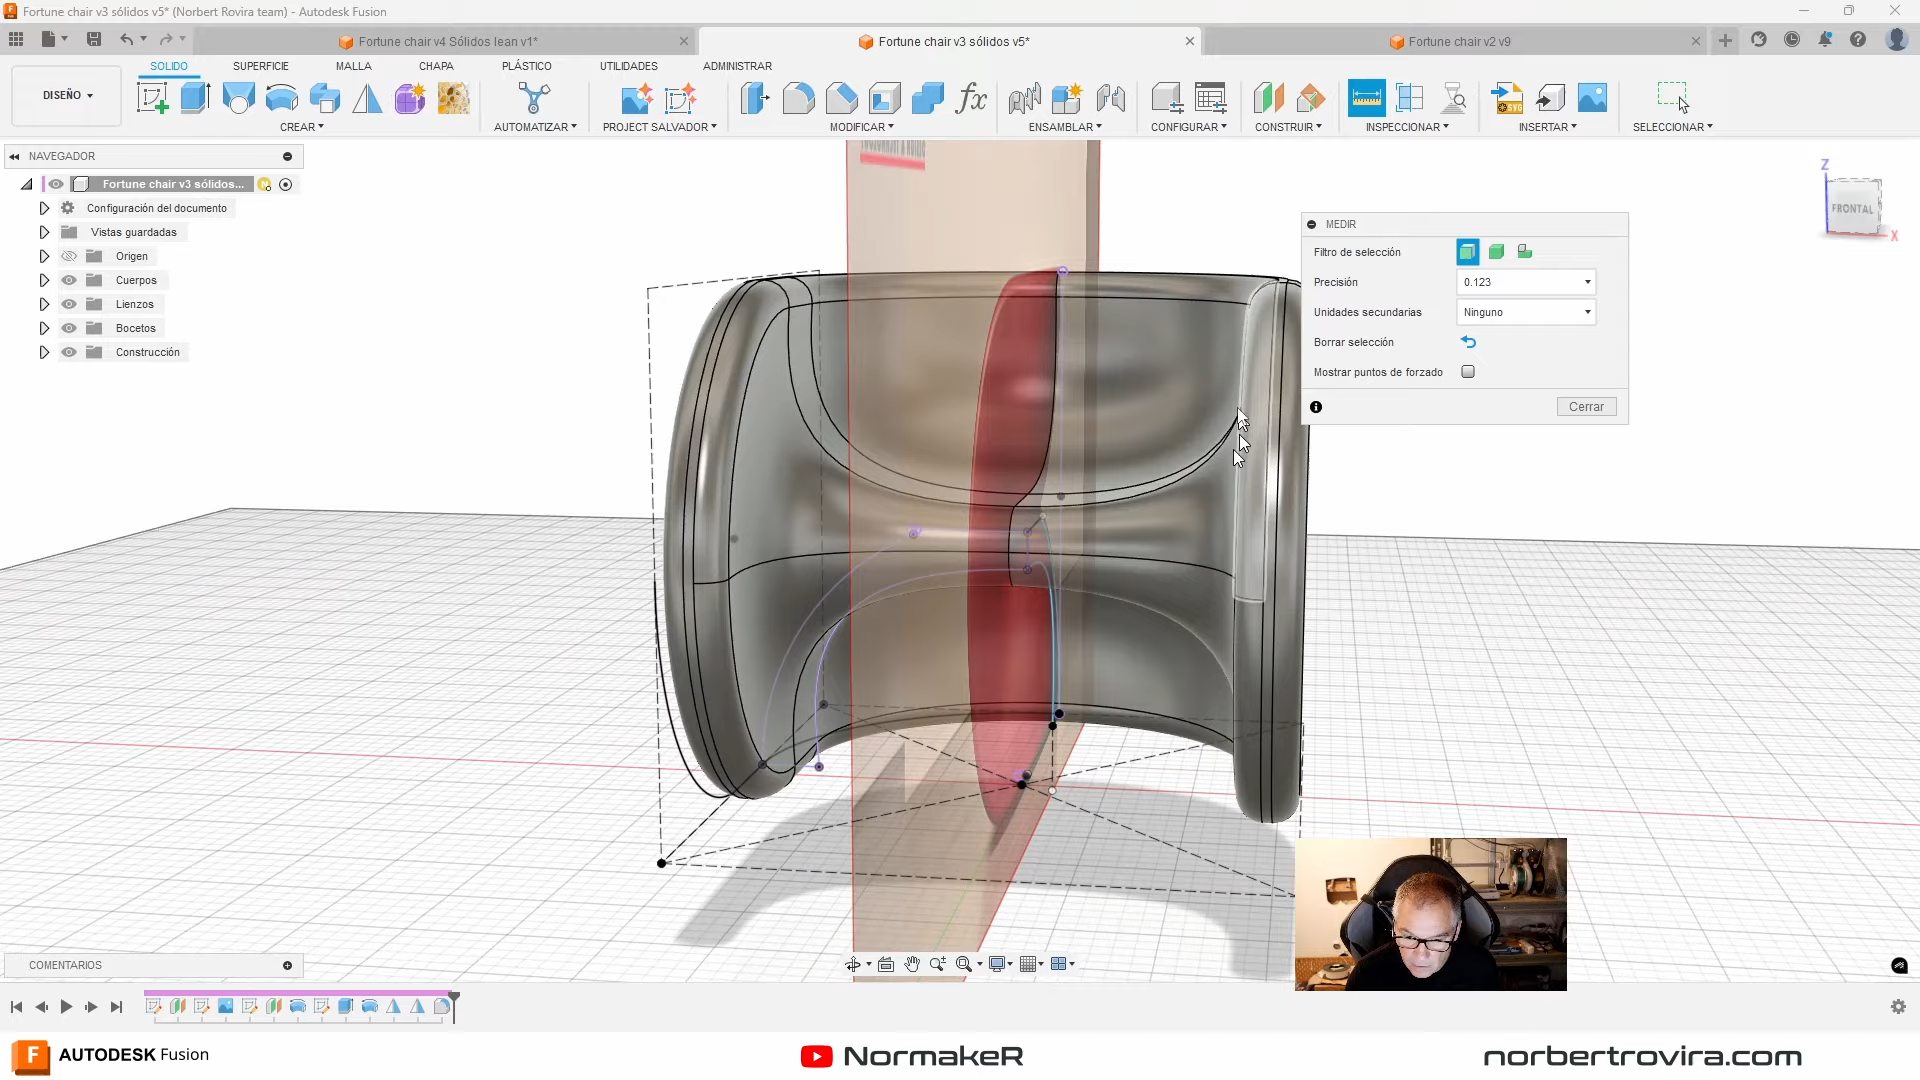 Fortune chair v3 sólidos v5* (Norbert Rovira team) - Autodesk Fusion
Fortune chair v4 Sólidos lean v1*
Fortune chair v3 sólidos v5*
Fortune chair v2 v9
DISEÑO
SOLIDO
SUPERFICIE
MALLA
CHAPA
PLÁSTICO
UTILIDADES
ADMINISTRAR
CREAR
AUTOMATIZAR
PROJECT SALVADOR
MODIFICAR
ENSAMBLAR
CONFIGURAR
CONSTRUIR
INSPECCIONAR
INSERTAR
SELECCIONAR
NAVEGADOR
Fortune chair v3 sólidos...
Configuración del documento
Vistas guardadas
Origen
Cuerpos
Lienzos
Bocetos
Construcción
Z
FRONTAL
X
MEDIR
Filtro de selección
Precisión
0.123
Unidades secundarias
Ninguno
Borrar selección
Mostrar puntos de forzado
Cerrar
COMENTARIOS
F AUTODESK Fusion
NormakeR
norbertrovira.com